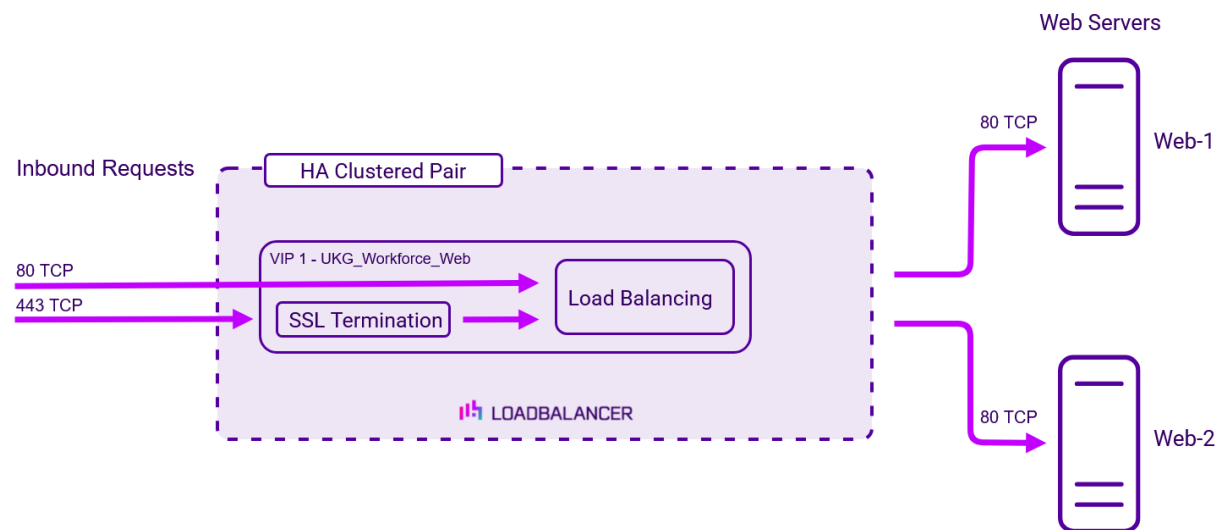 Web Servers
80 TCP
Web-1
Inbound Requests
HA Clustered Pair
VIP 1 - UKG_Workforce_Web
80 TCP
443 TCP
SSL Termination
Load Balancing
LOADBALANCER
80 TCP
Web-2